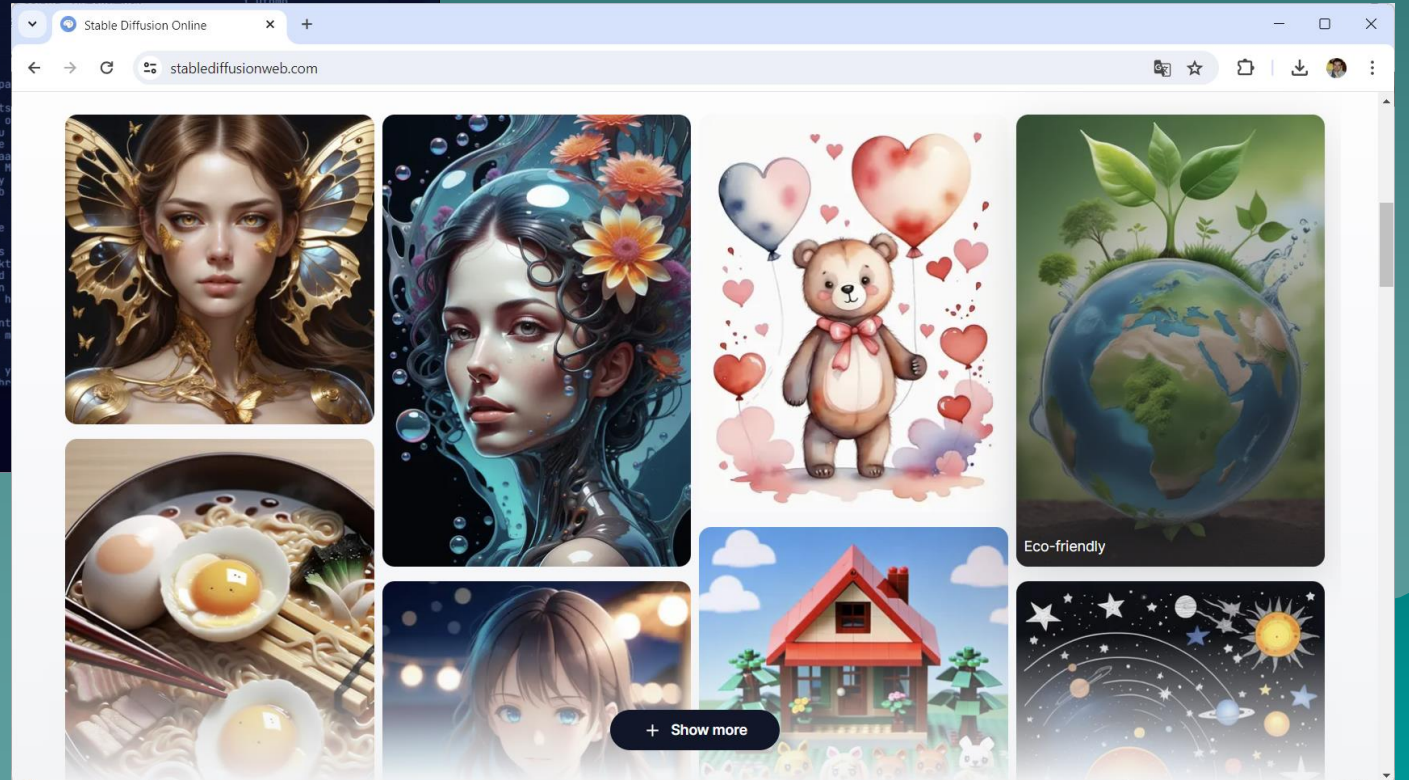 Stable Diffusion Online
stablediffusionweb.com
Eco-friendly
Show more